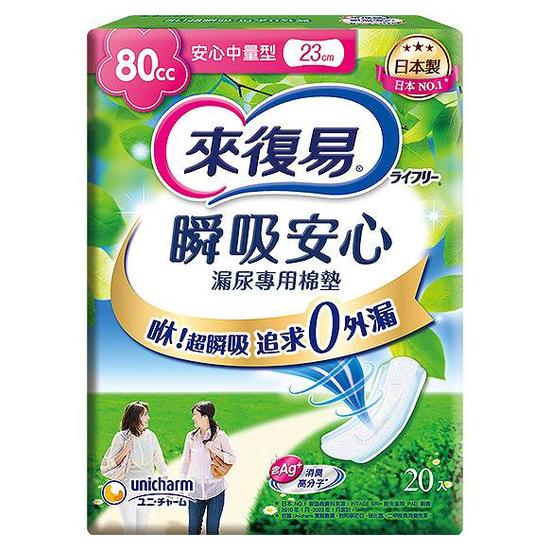 80cc
安心中量型 23cm
日本製
日本 NO.1*
來復易®
ライフリー®
瞬吸安心
漏尿專用棉墊
咻！超瞬吸 追求0外漏
含Ag+
消臭
高分子*
unicharm
ユニ・チャーム
20入